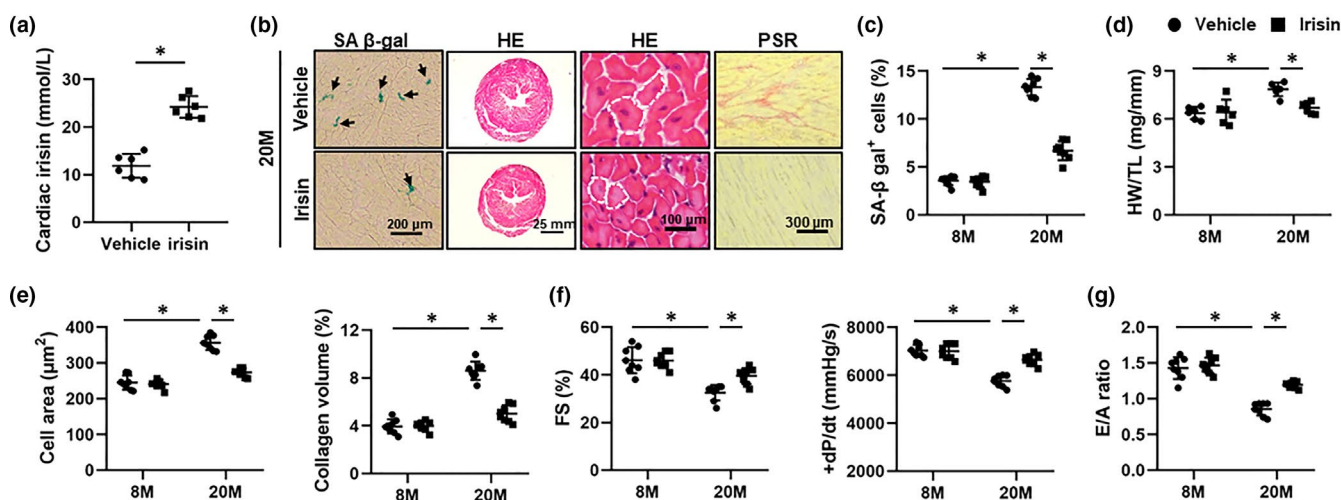 (a)
*
Cardiac irisin (mmol/L)
40
30
20
10
0
Vehicle irisin
(b)
SA β-gal
HE
HE
PSR
20M
Vehicle
Irisin
200 µm
25 mm
100 µm
300 µm
(c)
SA-β gal+ cells (%)
15
10
5
0
* *
8M 20M
(d)
Vehicle Irisin
HW/TL (mg/mm)
9
6
3
0
* *
8M 20M
(e)
Cell area (µm²)
400
300
200
100
0
* *
8M 20M
Collagen volume (%)
12
8
4
0
* *
8M 20M
(f)
FS (%)
60
40
20
0
* *
8M 20M
+dP/dt (mmHg/s)
8000
6000
4000
2000
* *
8M 20M
(g)
E/A ratio
2.0
1.5
1.0
0.5
0.0
* *
8M 20M